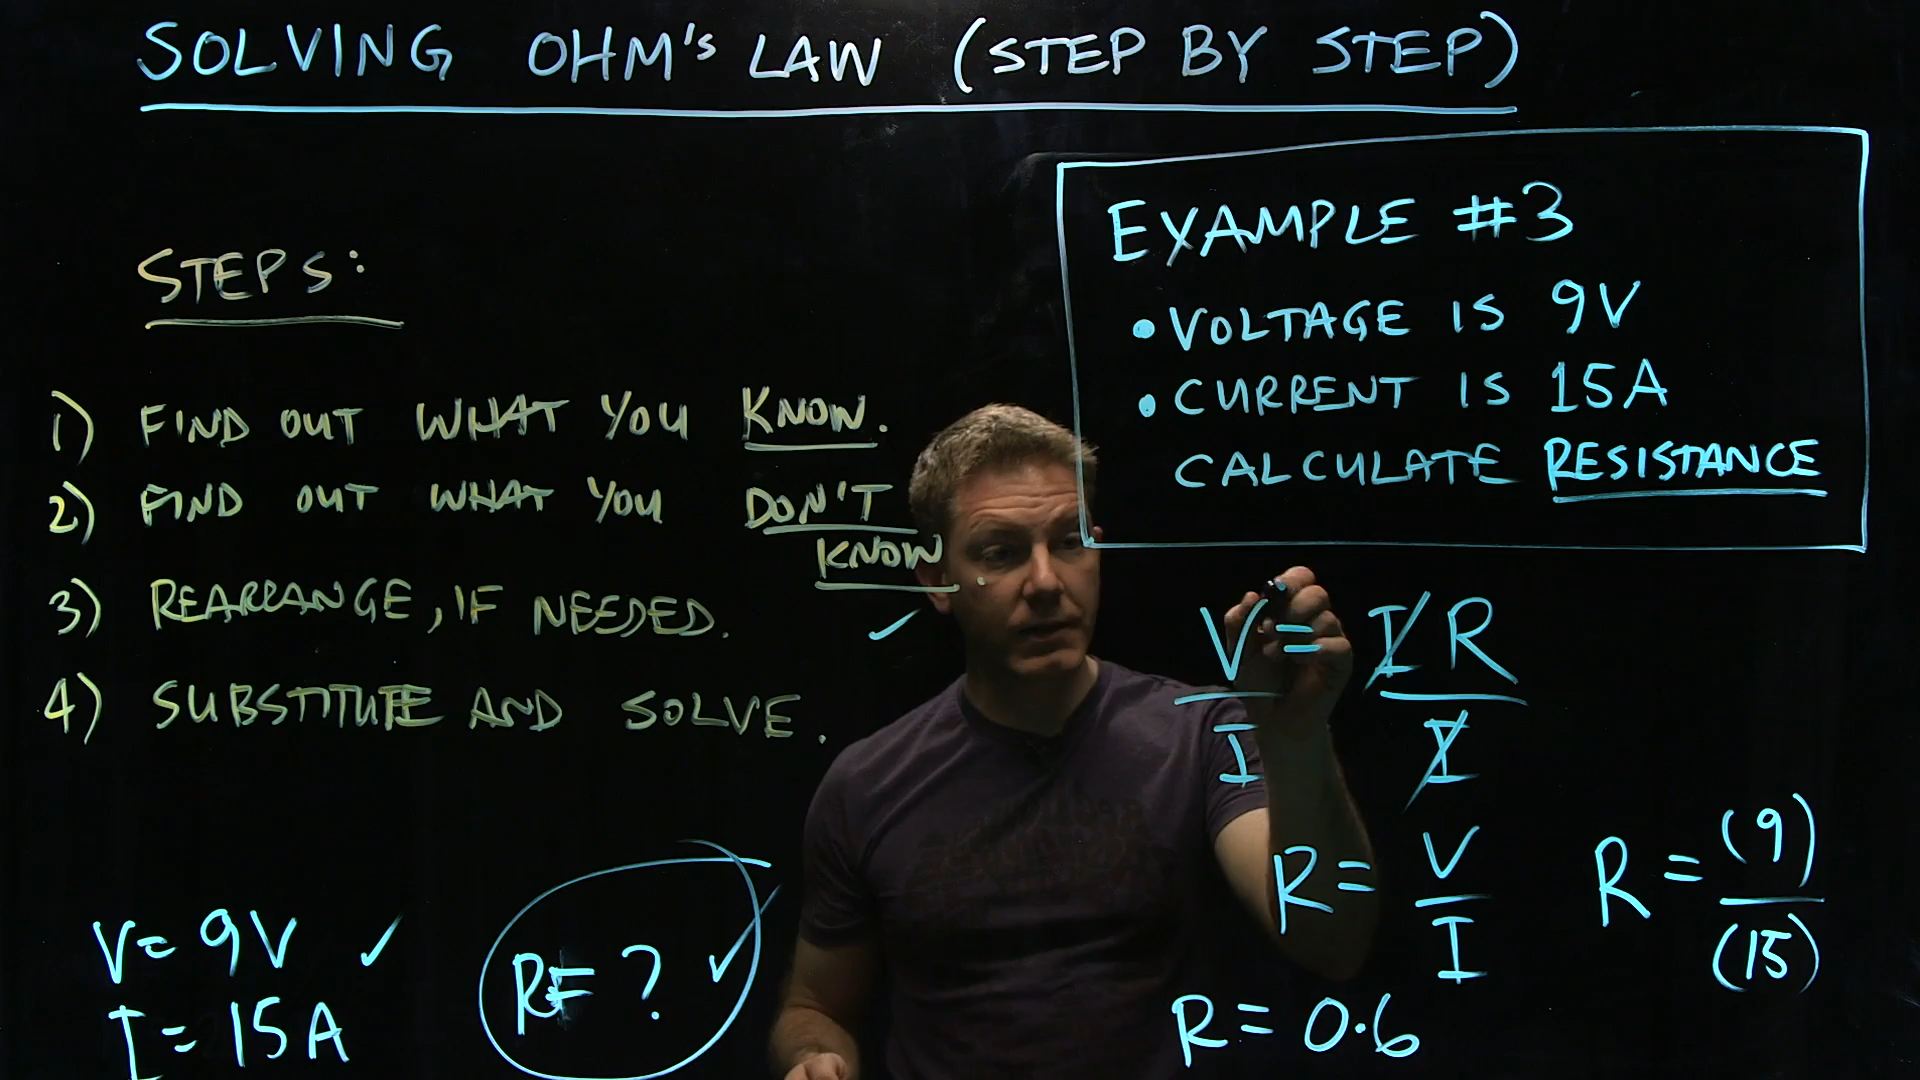 SOLVING OHM's LAW (STEP BY STEP)
STEPS:
1) FIND OUT WHAT YOU KNOW.
2) FIND OUT WHAT YOU DON'T
KNOW.
3) REARRANGE, IF NEEDED. ✓
4) SUBSTITUTE AND SOLVE.
V= 9V ✓
I = 15A
R= ? ✓
EXAMPLE #3
• VOLTAGE IS 9V
• CURRENT IS 15A
CALCULATE RESISTANCE
V = I R
I I
R = V
I
R = (9)
(15)
R = 0.6